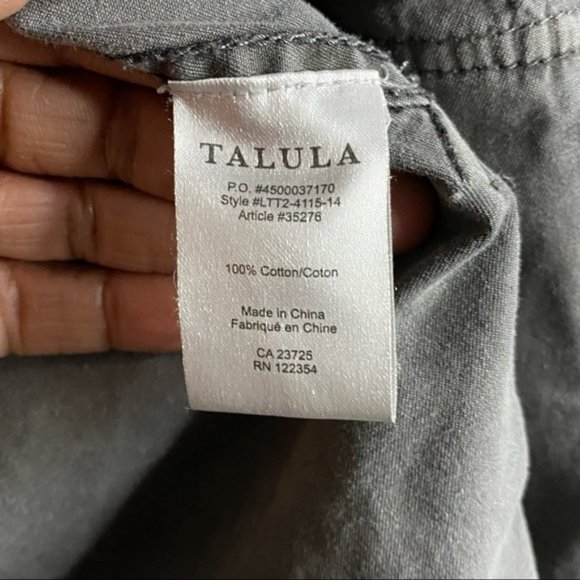 TALULA
P.O. #4500037170
Style #LTT2-4115-14
Article #35276
100% Cotton/Coton
Made in China
Fabriqué en Chine
CA 23725
RN 122354